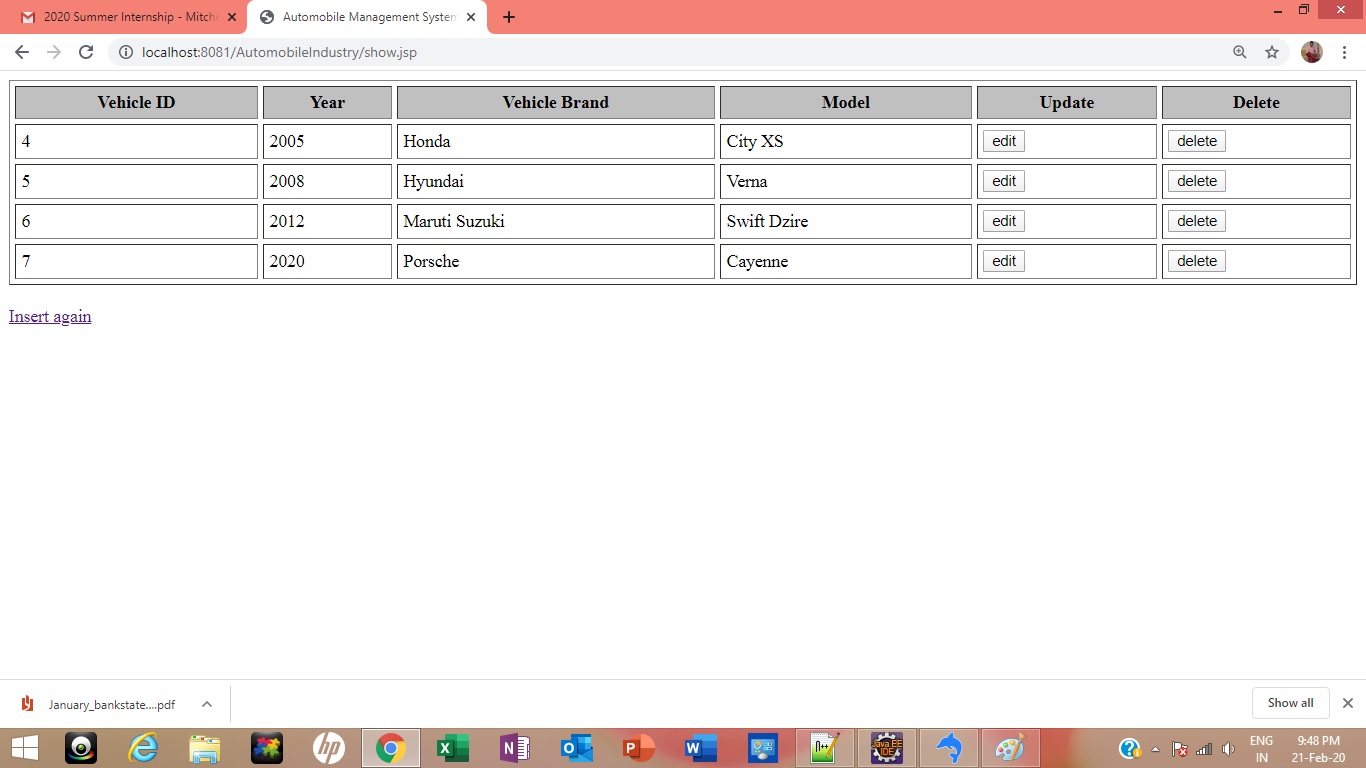 2020 Summer Internship - Mitche
Automobile Management System
localhost:8081/AutomobileIndustry/show.jsp
Vehicle ID Year Vehicle Brand Model Update Delete
4 2005 Honda City XS edit delete
5 2008 Hyundai Verna edit delete
6 2012 Maruti Suzuki Swift Dzire edit delete
7 2020 Porsche Cayenne edit delete
Insert again
January_bankstate....pdf
Show all
Java EE
IDE
ENG 9:48 PM
IN 21-Feb-20